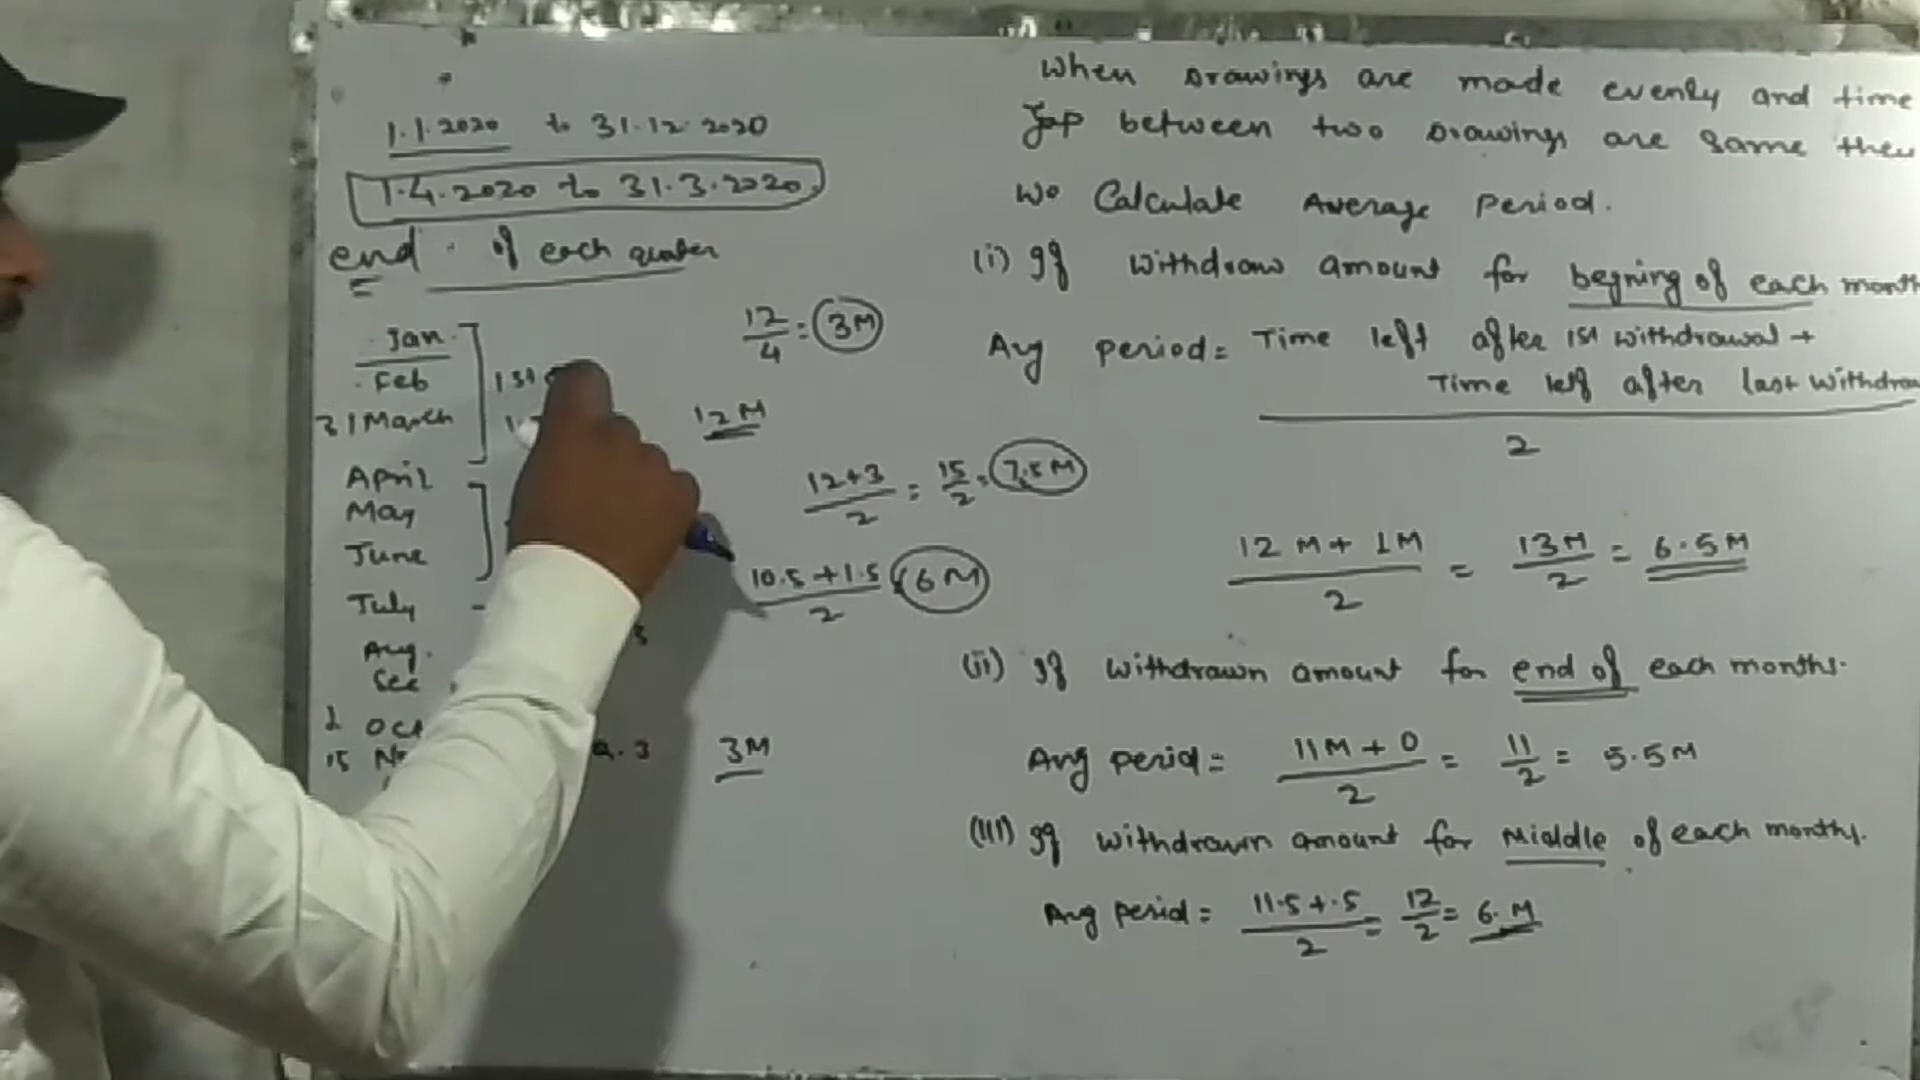 1.1.2020 to 31.12.2020
1.4.2020 to 31.3.2020
end of each quater
Jan
Feb
31 March
April
May
June
July
Aug.
1st
12/4 = 3M
12 M
12+3/2 = 15/2 = 7.5M
10.5+1.5/2 6M
Oct
15
3M
When Drawings are made evenly and time
gap between two Drawings are same then
We Calculate Average Period.
(i) If withdraw amount for begning of each month
Avg period = Time left after 1st withdrawal +
Time left after last withdraw
2
12 M + 1M/2 = 13M/2 = 6.5M
(ii) If withdrawn amount for end of each months.
Avg period = 11M + 0/2 = 11/2 = 5.5M
(III) If withdrawn amount for Middle of each months.
Avg period = 11.5+.5/2 = 12/2 = 6. M